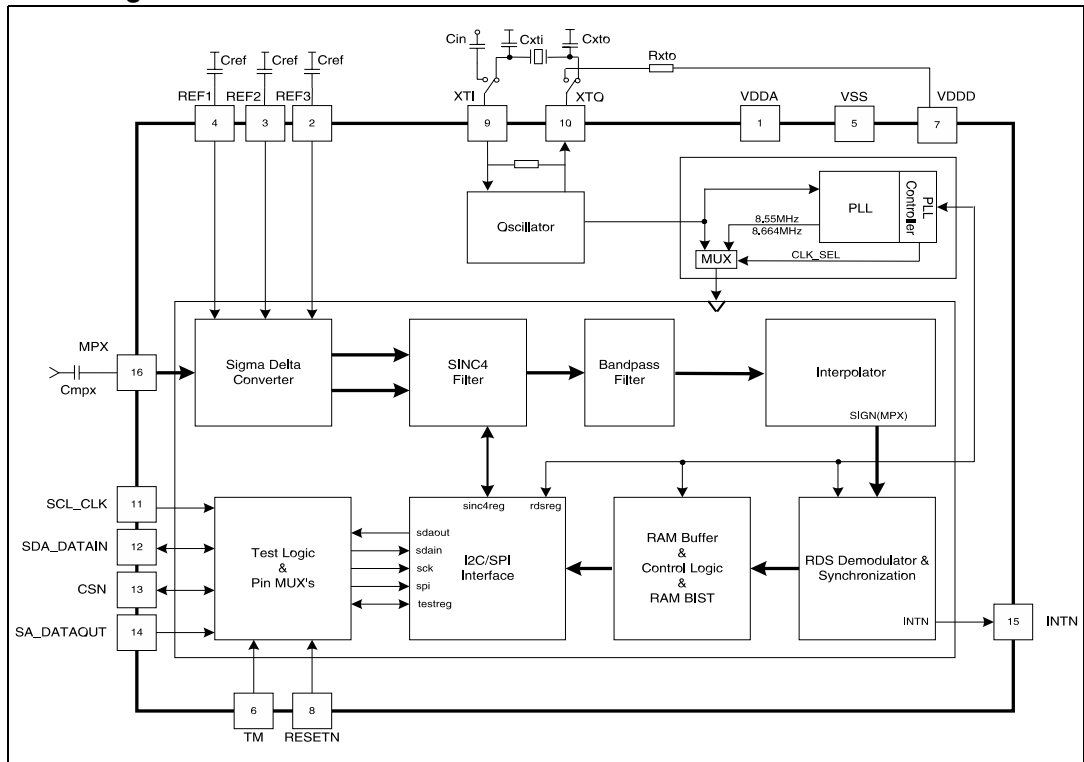 Cin
Cxti
Cxto
Cref
Cref
Cref
Rxto
REF1
REF2
REF3
XTI
XTO
VDDA
VSS
VDDD
4
3
2
9
10
1
5
7
Oscillator
PLL
PLL Controller
8.55MHz
8.664MHz
MUX
CLK_SEL
MPX
16
Cmpx
Sigma Delta
Converter
SINC4
Filter
Bandpass
Filter
Interpolator
SIGN(MPX)
SCL_CLK
11
SDA_DATAIN
12
CSN
13
SA_DATAOUT
14
Test Logic
&
Pin MUX's
sinc4reg
rdsreg
sdaout
sdain
sck
spi
testreg
I2C/SPI
Interface
RAM Buffer
&
Control Logic
&
RAM BIST
RDS Demodulator &
Synchronization
INTN
15
INTN
6
8
TM
RESETN